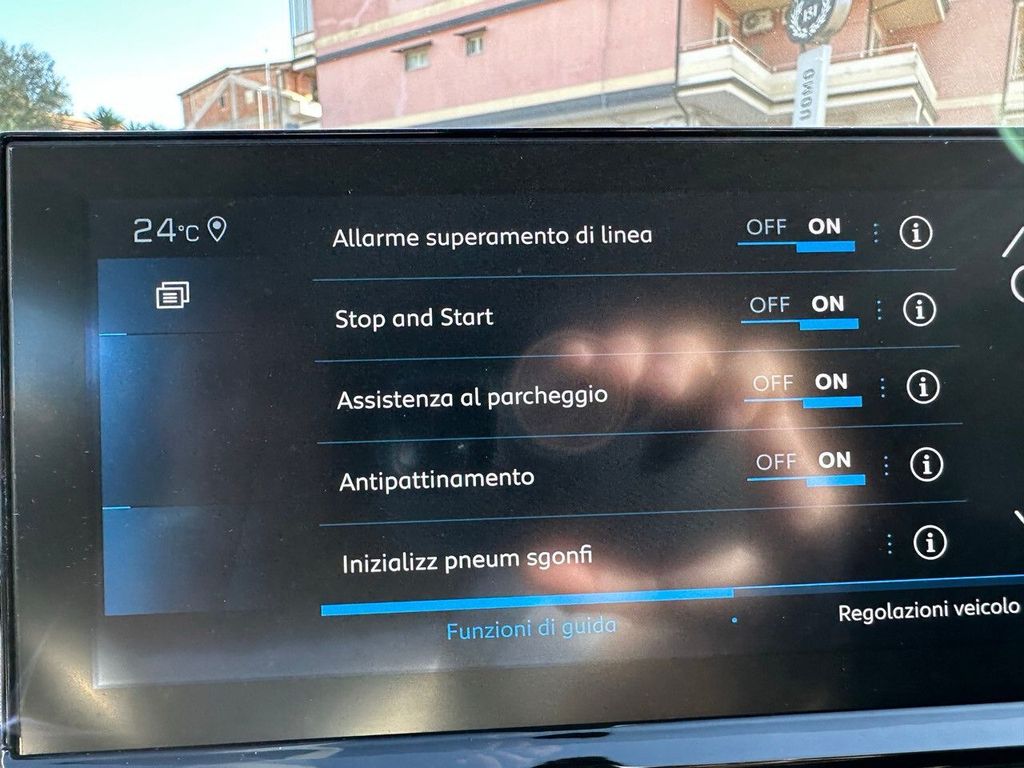 UOMO
24°C
Allarme superamento di linea OFF ON
Stop and Start OFF ON
Assistenza al parcheggio OFF ON
Antipattinamento OFF ON
Inizializz pneum sgonfi
Funzioni di guida
Regolazioni veicolo